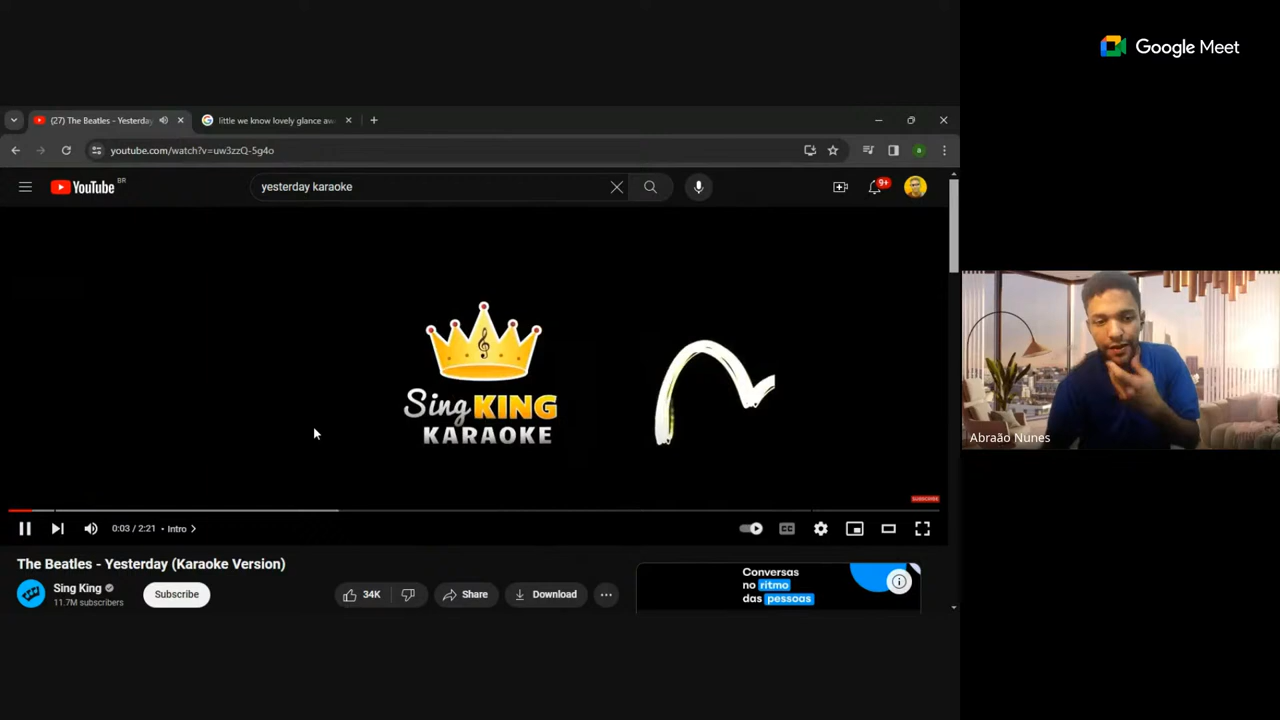 Google Meet
(27) The Beatles - Yesterday
little we know lovely glance aw
youtube.com/watch?v=uw3zzQ-5g4o
a
YouTube BR
yesterday karaoke
9+
Sing KING
KARAOKE
SUBSCRIBE
0:03 / 2:21 • Intro
CC
The Beatles - Yesterday (Karaoke Version)
Sing King
11.7M subscribers
Subscribe
34K
Share
Download
Conversas
no ritmo
das pessoas
Abraão Nunes